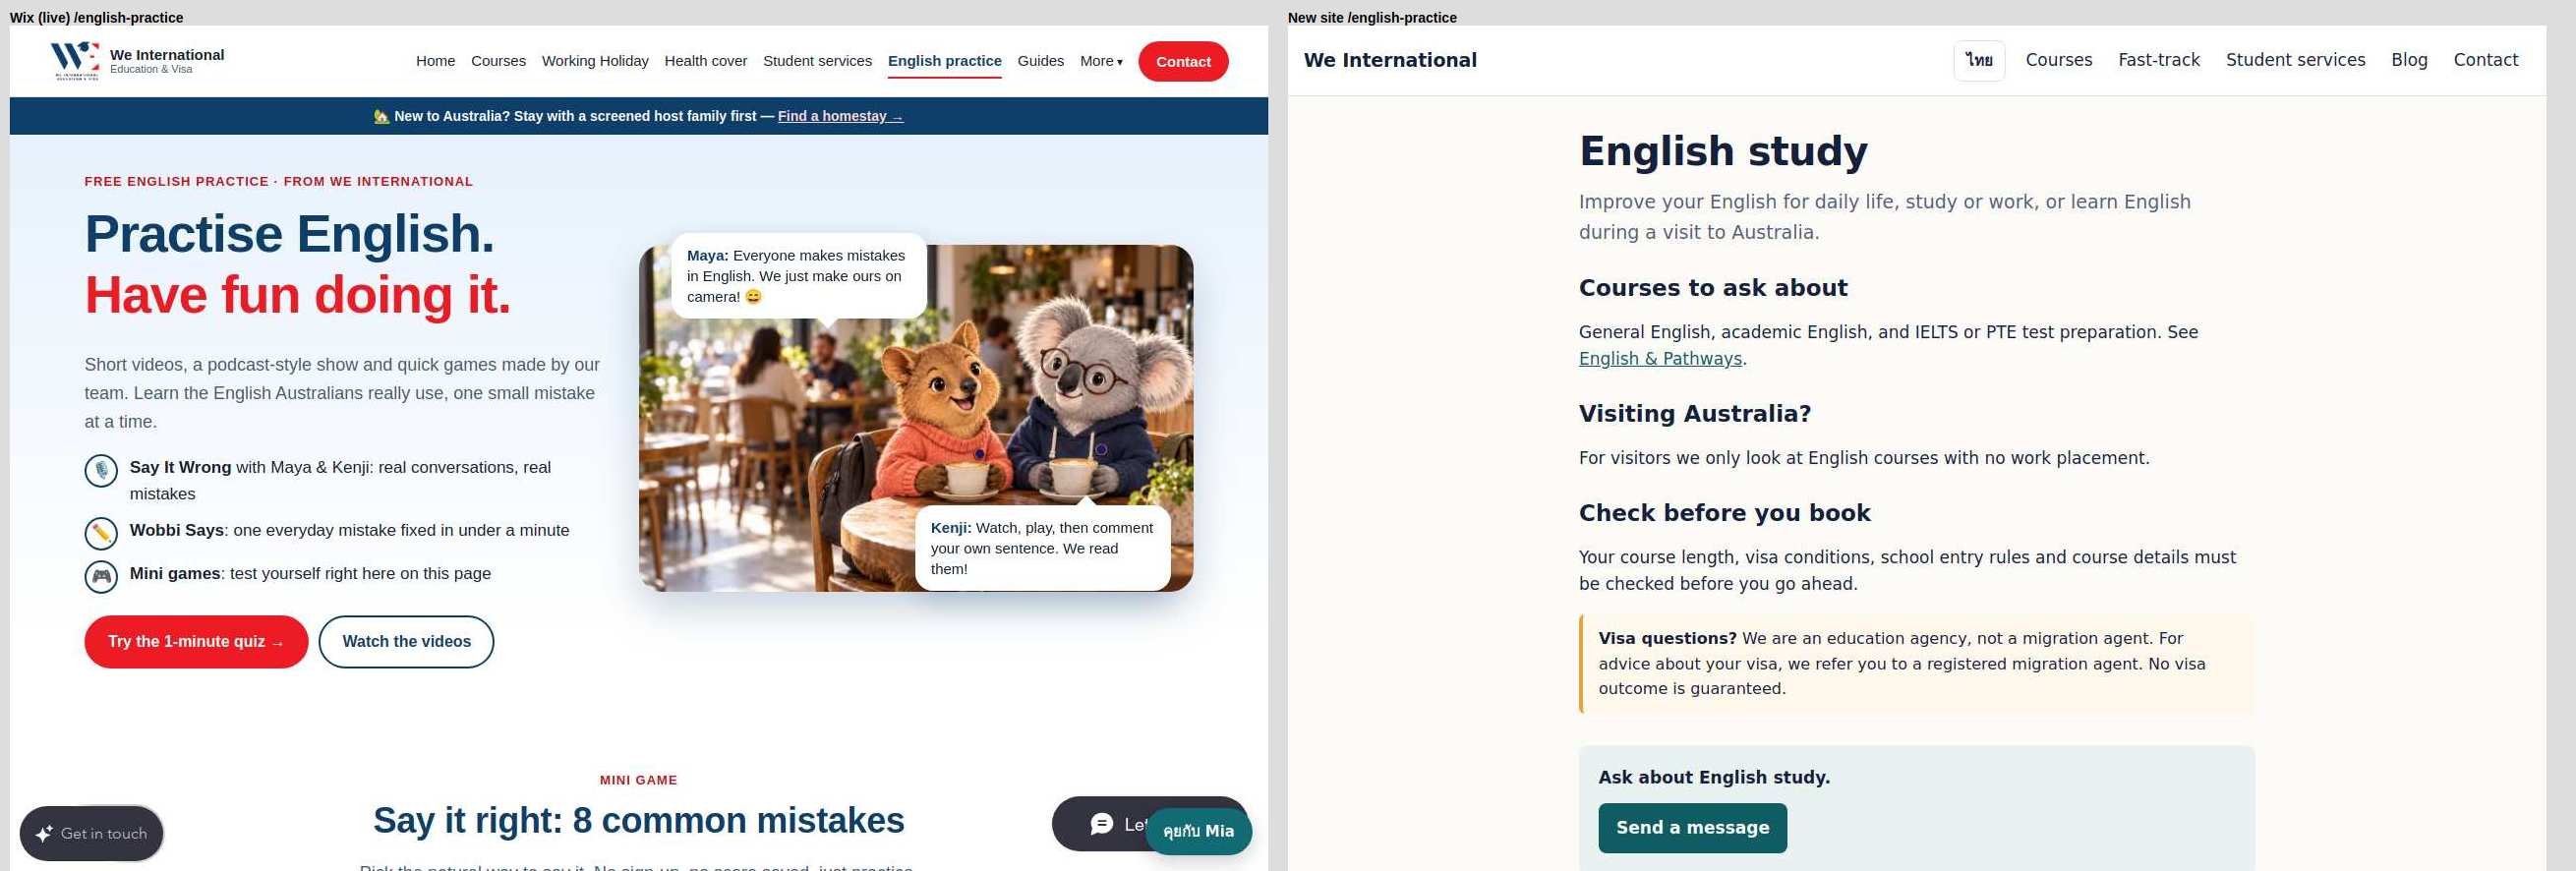 Wix (live) /english-practice
We International
Education & Visa
Home Courses Working Holiday Health cover Student services English practice Guides More ▾ Contact
🏡 New to Australia? Stay with a screened host family first — Find a homestay →
FREE ENGLISH PRACTICE · FROM WE INTERNATIONAL
Practise English.
Have fun doing it.
Short videos, a podcast-style show and quick games made by our
team. Learn the English Australians really use, one small mistake
at a time.
Say It Wrong with Maya & Kenji: real conversations, real
mistakes
Wobbi Says: one everyday mistake fixed in under a minute
Mini games: test yourself right here on this page
Try the 1-minute quiz →
Watch the videos
Maya: Everyone makes mistakes
in English. We just make ours on
camera! 😄
Kenji: Watch, play, then comment
your own sentence. We read
them!
MINI GAME
Say it right: 8 common mistakes
Get in touch
คุยกับ Mia
New site /english-practice
We International
ไทย Courses Fast-track Student services Blog Contact
English study
Improve your English for daily life, study or work, or learn English
during a visit to Australia.
Courses to ask about
General English, academic English, and IELTS or PTE test preparation. See
English & Pathways.
Visiting Australia?
For visitors we only look at English courses with no work placement.
Check before you book
Your course length, visa conditions, school entry rules and course details must
be checked before you go ahead.
Visa questions? We are an education agency, not a migration agent. For
advice about your visa, we refer you to a registered migration agent. No visa
outcome is guaranteed.
Ask about English study.
Send a message